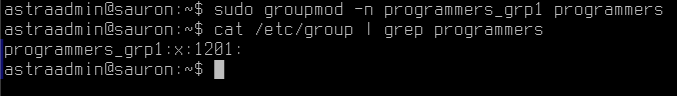 astraadmin@sauron:~$ sudo groupmod -n programmers_grp1 programmers
astraadmin@sauron:~$ cat /etc/group | grep programmers
programmers_grp1:x:1201:
astraadmin@sauron:~$